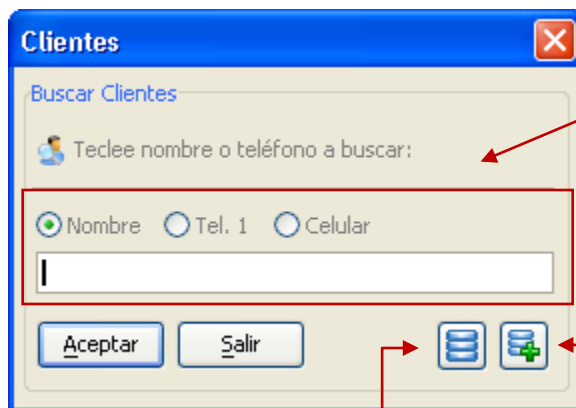 Clientes
Buscar Clientes
Teclee nombre o teléfono a buscar:
Nombre Tel. 1 Celular
Aceptar Salir